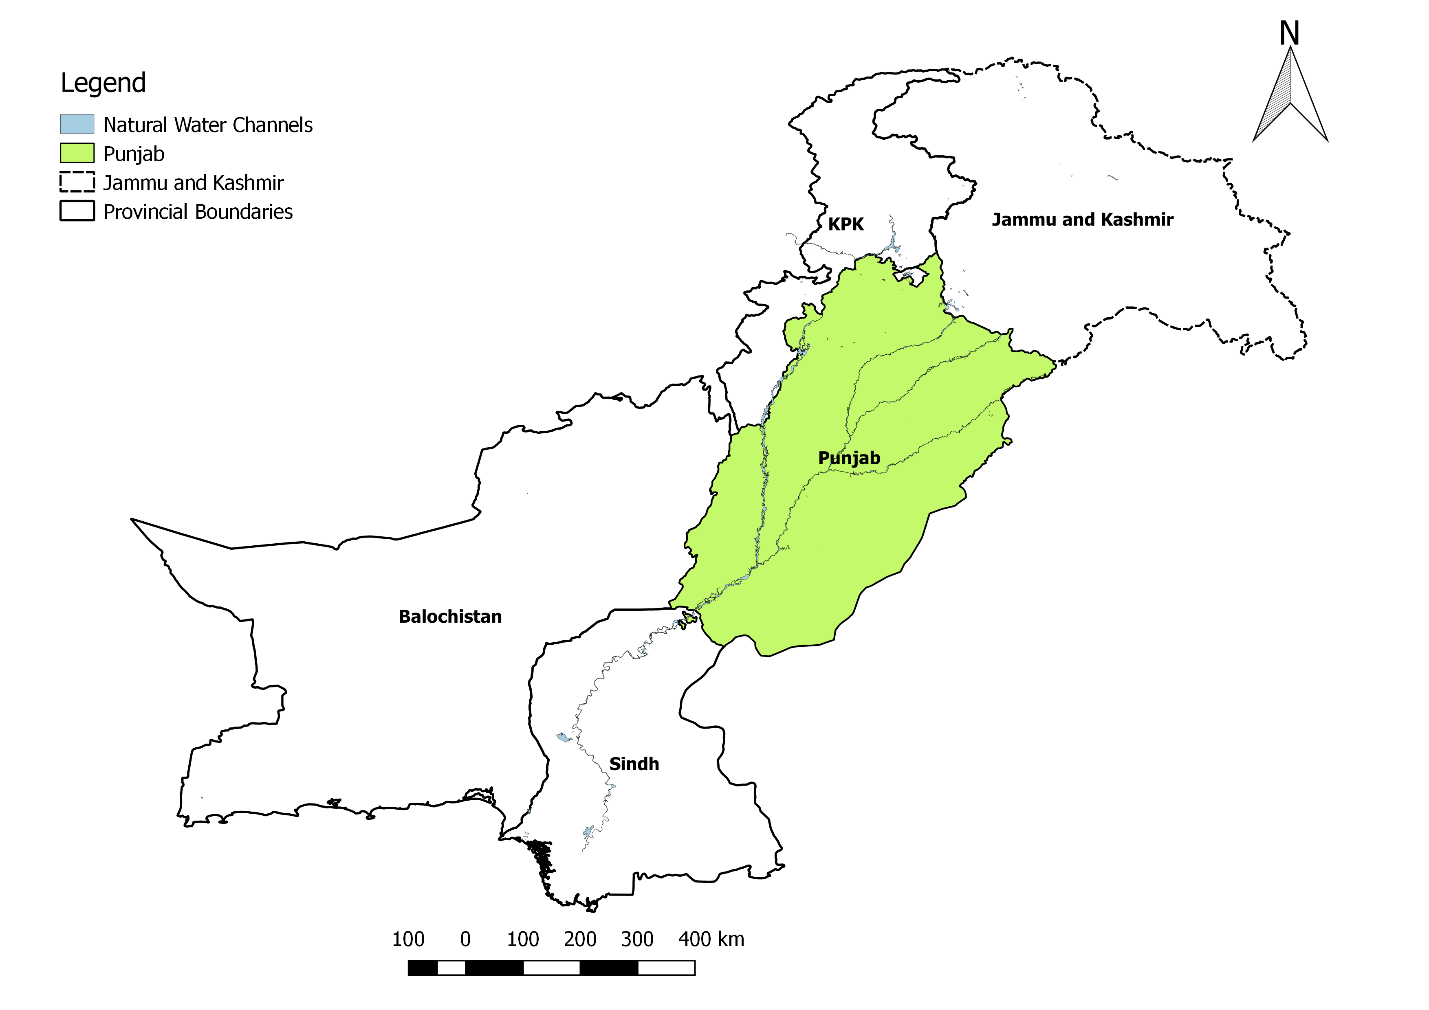 N
Legend
Natural Water Channels
Punjab
Jammu and Kashmir
Provincial Boundaries
KPK
Jammu and Kashmir
Punjab
Balochistan
Sindh
100 0 100 200 300 400 km